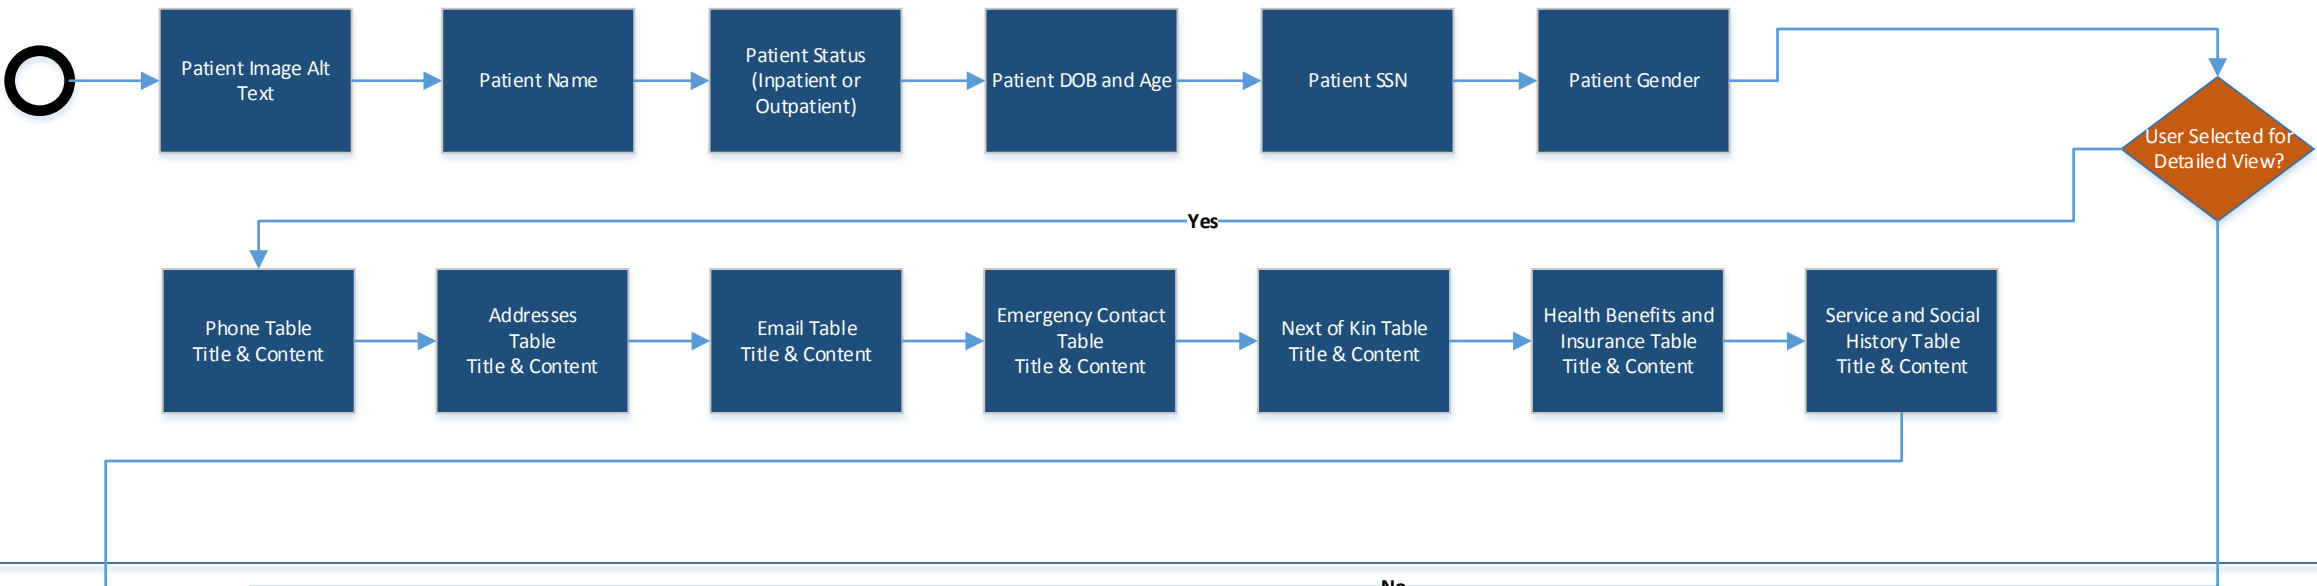 Patient Image Alt
Text
Patient Name
Patient Status
(Inpatient or
Outpatient)
Patient DOB and Age
Patient SSN
Patient Gender
User Selected for
Detailed View?
Yes
Phone Table
Title & Content
Addresses
Table
Title & Content
Email Table
Title & Content
Emergency Contact
Table
Title & Content
Next of Kin Table
Title & Content
Health Benefits and
Insurance Table
Title & Content
Service and Social
History Table
Title & Content
No